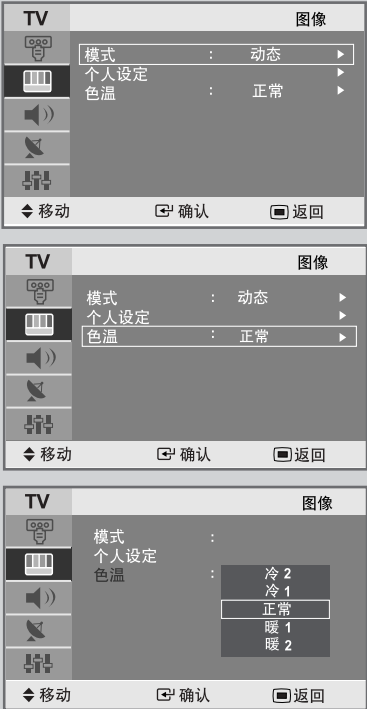 TV 图像
模式 : 动态
个人设定
色温 : 正常
移动 确认 返回
TV 图像
模式 : 动态
个人设定
色温 : 正常
移动 确认 返回
TV 图像
模式 :
个人设定
色温 : 冷 2
冷 1
正常
暖 1
暖 2
移动 确认 返回